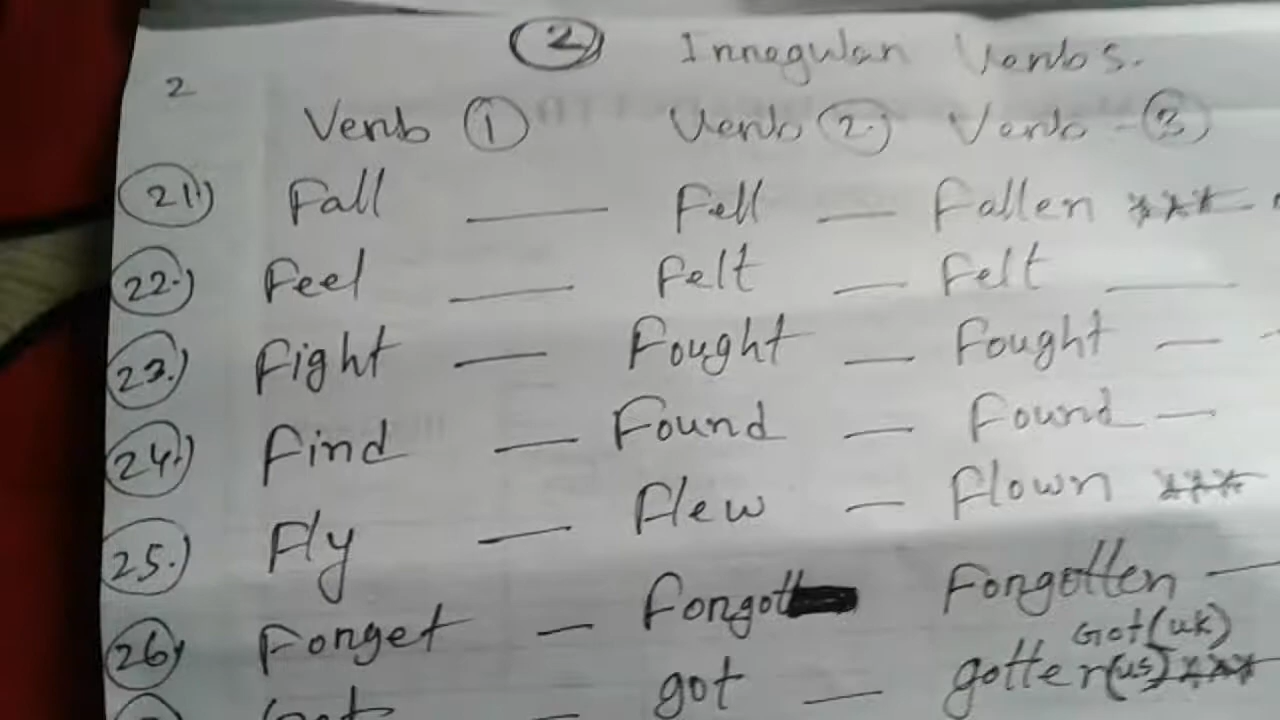 ② Irregular Verbs.
2
Verb ① Verb ② Verb - ③
21.) Fall — Fell — Fallen ***
22.) Feel — Felt — Felt —
23.) Fight — Fought — Fought —
24.) Find — Found — Found —
25.) Fly — Flew — Flown ***
26) Forget — Forgot Forgotten —
Got (UK)
got — gotten (US) ***